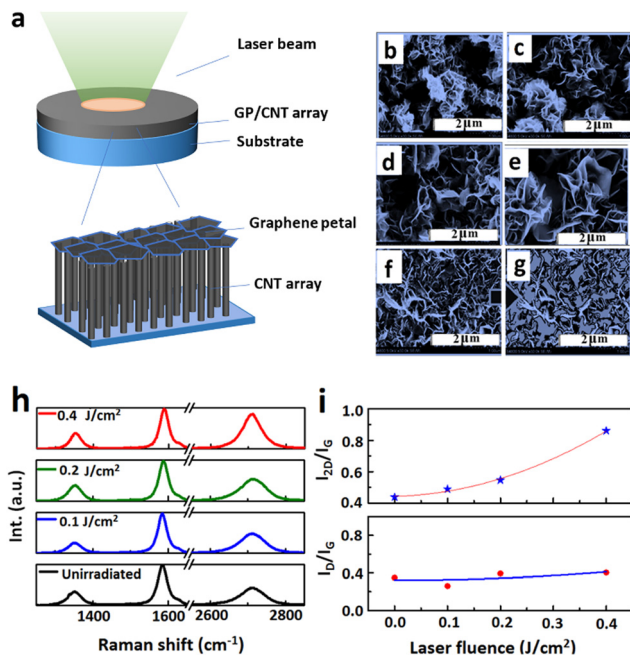 a
Laser beam
GP/CNT array
Substrate
Graphene petal
CNT array
b
2 μm
c
2 μm
d
2 μm
e
2 μm
f
2 μm
g
2 μm
h
0.4 J/cm²
0.2 J/cm²
0.1 J/cm²
Unirradiated
Int. (a.u.)
1400 1600 2600 2800
Raman shift (cm⁻¹)
i
1.0
0.8
0.6
0.4
I2D/IG
0.8
0.4
0.0
ID/IG
0.0 0.1 0.2 0.3 0.4
Laser fluence (J/cm²)